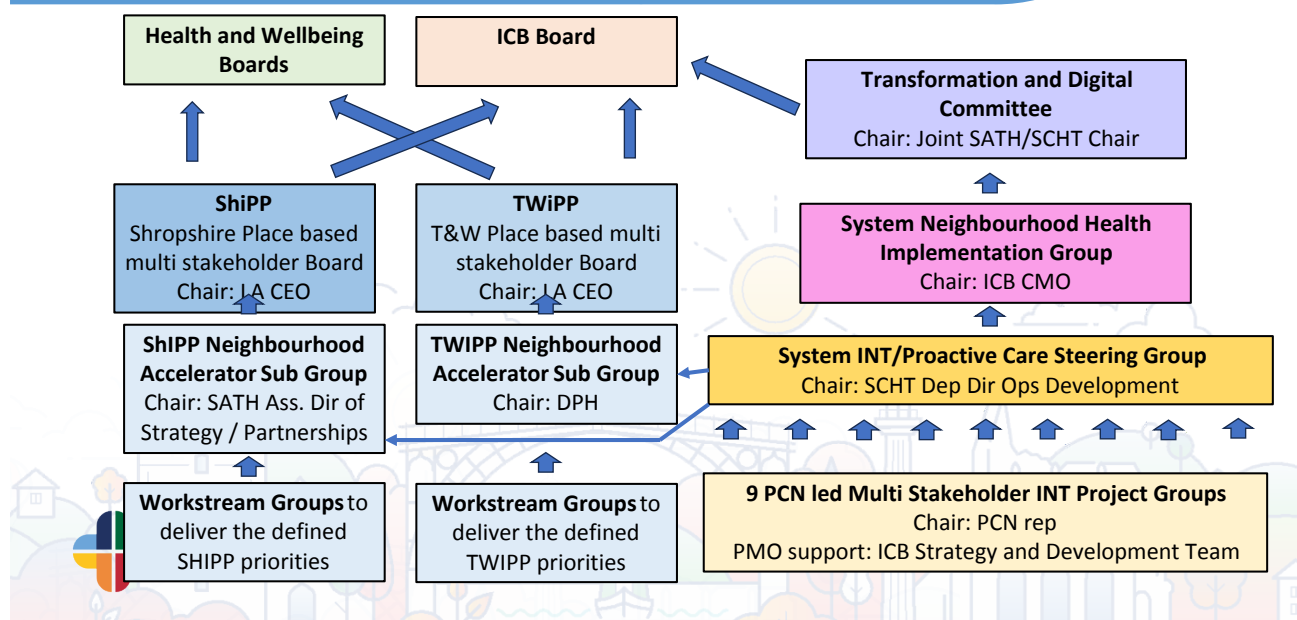 Health and Wellbeing
Boards
ICB Board
Transformation and Digital
Committee
Chair: Joint SATH/SCHT Chair
ShiPP
Shropshire Place based
multi stakeholder Board
Chair: LA CEO
TWiPP
T&W Place based multi
stakeholder Board
Chair: LA CEO
System Neighbourhood Health
Implementation Group
Chair: ICB CMO
ShIPP Neighbourhood
Accelerator Sub Group
Chair: SATH Ass. Dir of
Strategy / Partnerships
TWIPP Neighbourhood
Accelerator Sub Group
Chair: DPH
System INT/Proactive Care Steering Group
Chair: SCHT Dep Dir Ops Development
Workstream Groups to
deliver the defined
SHIPP priorities
Workstream Groups to
deliver the defined
TWIPP priorities
9 PCN led Multi Stakeholder INT Project Groups
Chair: PCN rep
PMO support: ICB Strategy and Development Team